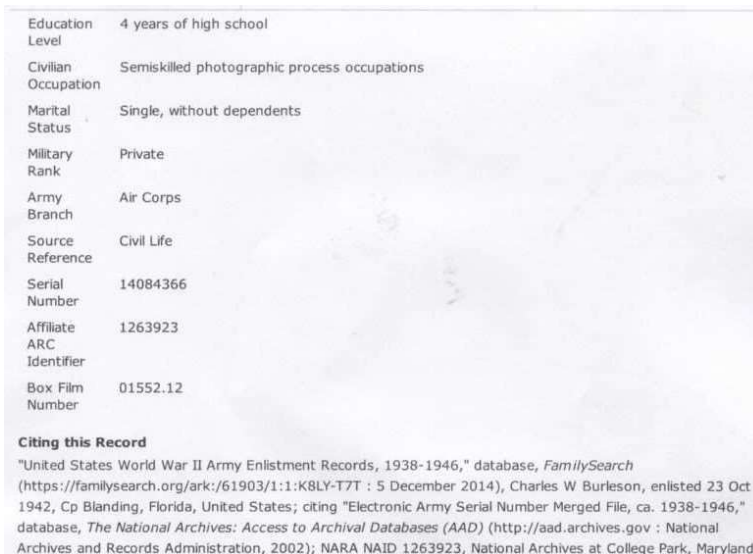 Education 4 years of high school
Level
Civilian Semiskilled photographic process occupations
Occupation
Marital Single, without dependents
Status
Military Private
Rank
Army Air Corps
Branch
Source Civil Life
Reference
Serial 14084366
Number
Affiliate 1263923
ARC
Identifier
Box Film 01552.12
Number
Citing this Record
"United States World War II Army Enlistment Records, 1938-1946," database, FamilySearch
(https://familysearch.org/ark:/61903/1:1:K8LY-T7T : 5 December 2014), Charles W Burleson, enlisted 23 Oct
1942, Cp Blanding, Florida, United States; citing "Electronic Army Serial Number Merged File, ca. 1938-1946,"
database, The National Archives: Access to Archival Databases (AAD) (http://aad.archives.gov : National
Archives and Records Administration, 2002); NARA NAID 1263923, National Archives at College Park, Maryland